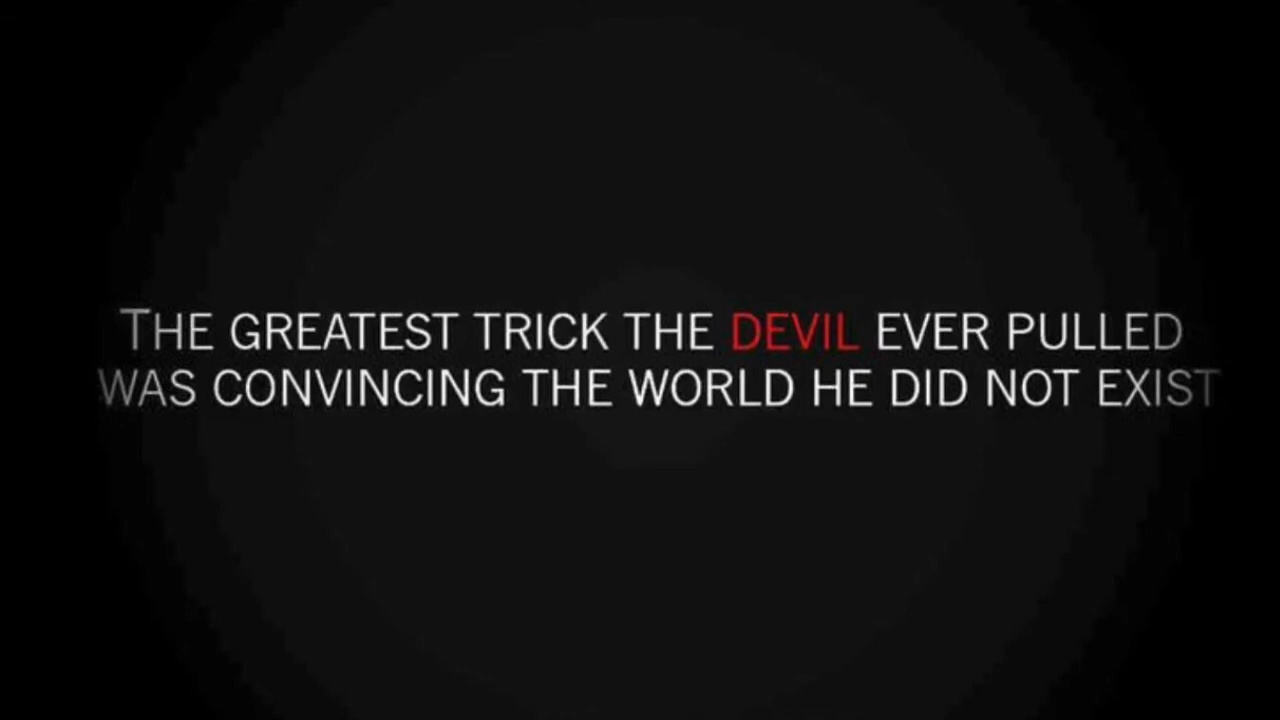 THE GREATEST TRICK THE DEVIL EVER PULLED
WAS CONVINCING THE WORLD HE DID NOT EXIST